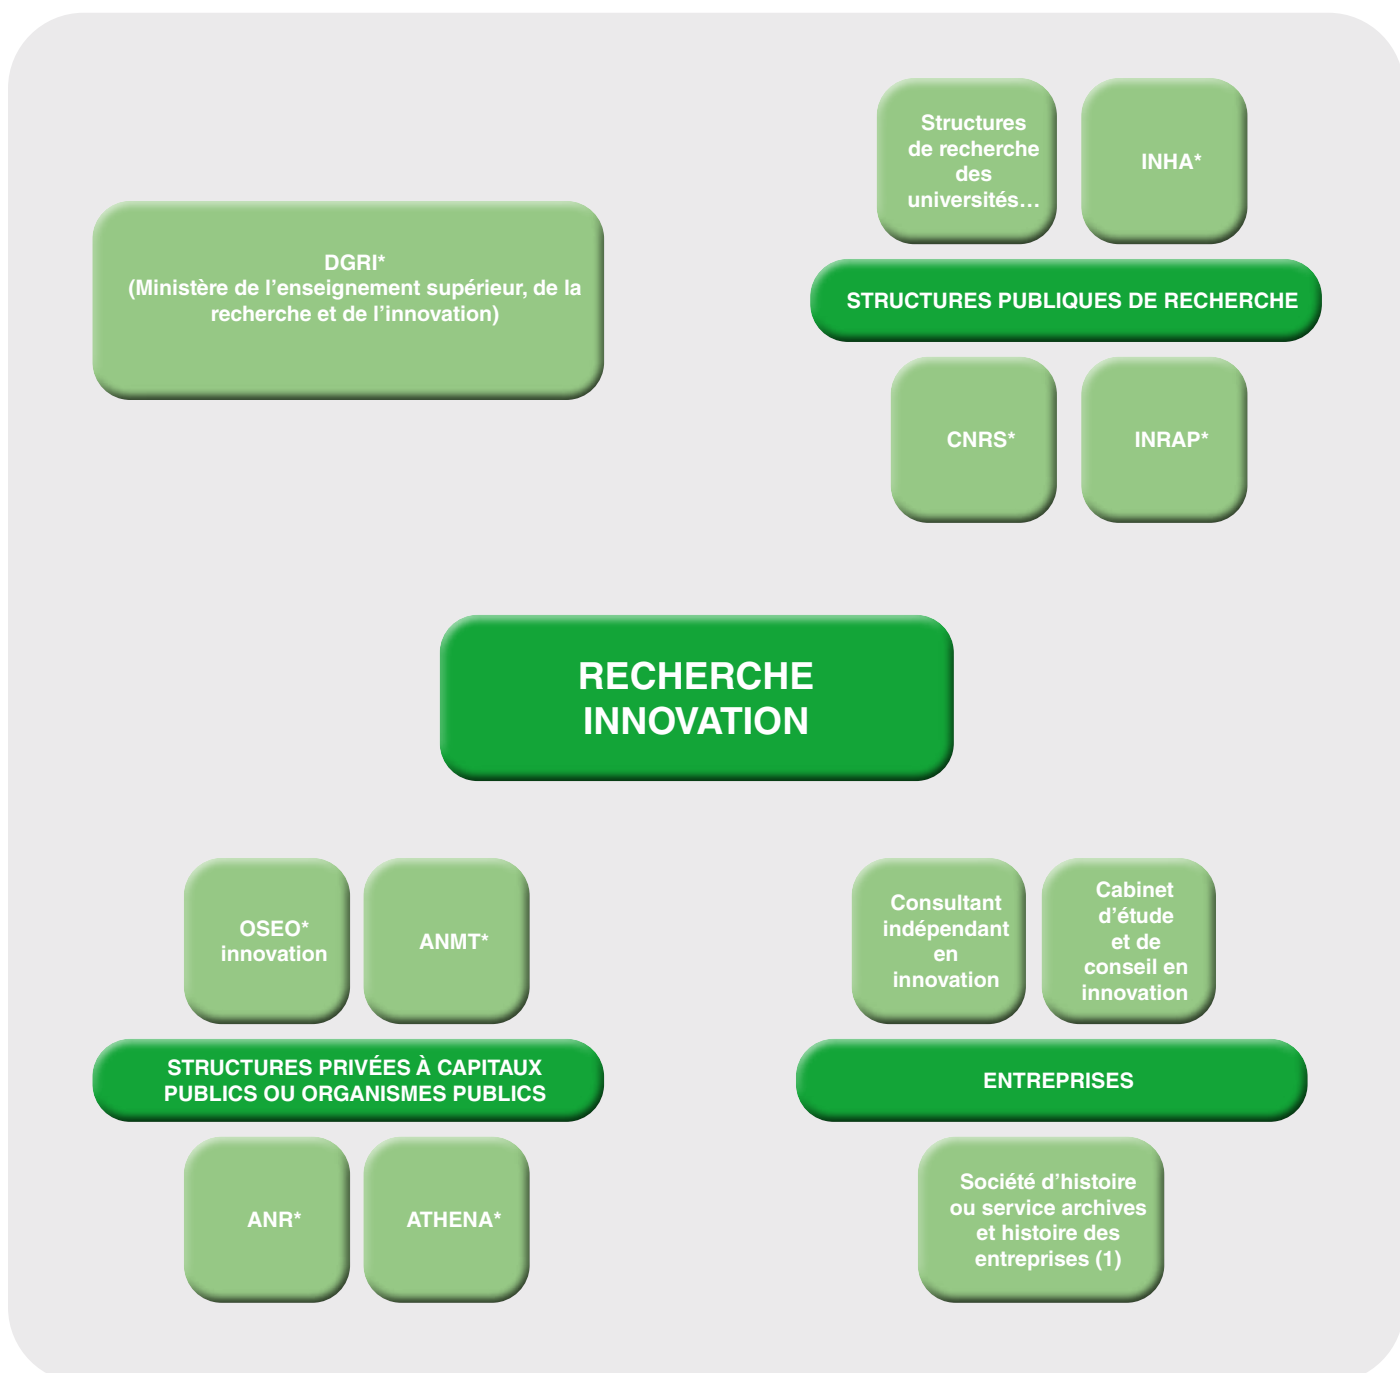 DGRI*
(Ministère de l’enseignement supérieur, de la
recherche et de l’innovation)
Structures
de recherche
des
universités…
INHA*
STRUCTURES PUBLIQUES DE RECHERCHE
CNRS*
INRAP*
RECHERCHE
INNOVATION
OSEO*
innovation
ANMT*
STRUCTURES PRIVÉES À CAPITAUX
PUBLICS OU ORGANISMES PUBLICS
ANR*
ATHENA*
Consultant
indépendant
en
innovation
Cabinet
d’étude
et de
conseil en
innovation
ENTREPRISES
Société d’histoire
ou service archives
et histoire des
entreprises (1)